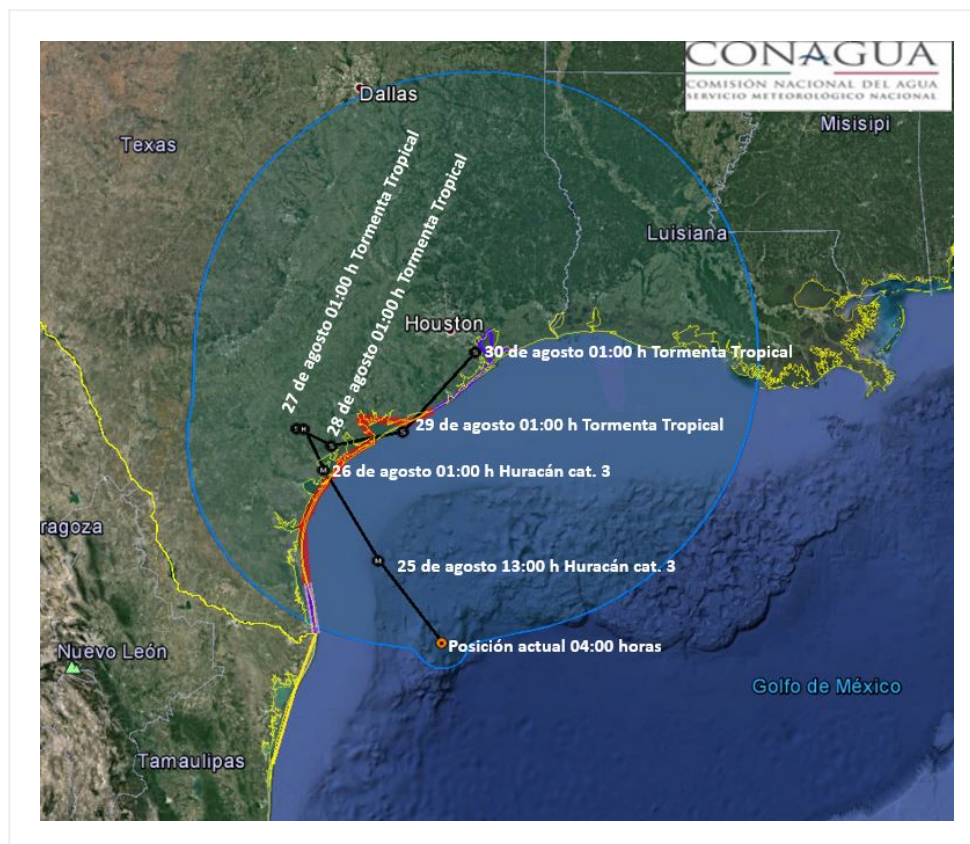 CONAGUA
COMISIÓN NACIONAL DEL AGUA
SERVICIO METEOROLÓGICO NACIONAL
Dallas
Misisipi
Texas
27 de agosto 01:00 h Tormenta Tropical
28 de agosto 01:00 h Tormenta Tropical
Luisiana
Houston
30 de agosto 01:00 h Tormenta Tropical
29 de agosto 01:00 h Tormenta Tropical
26 de agosto 01:00 h Huracán cat. 3
M
ragoza
25 de agosto 13:00 h Huracán cat. 3
M
Posición actual 04:00 horas
Nuevo León
Golfo de México
Tamaulipas